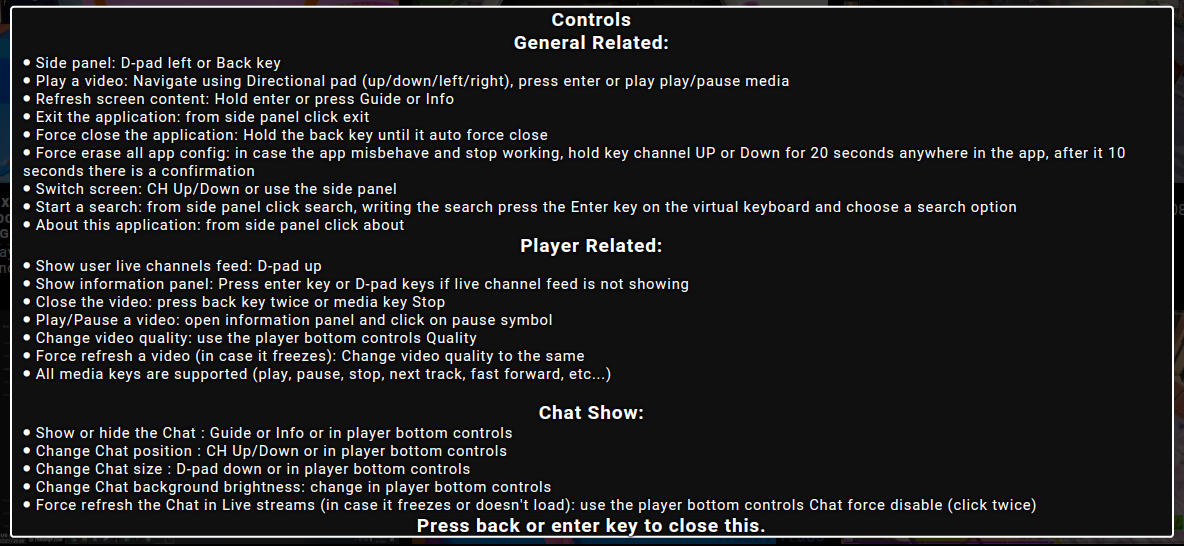 Controls
General Related:
● Side panel: D-pad left or Back key
● Play a video: Navigate using Directional pad (up/down/left/right), press enter or play play/pause media
● Refresh screen content: Hold enter or press Guide or Info
● Exit the application: from side panel click exit
● Force close the application: Hold the back key until it auto force close
● Force erase all app config: in case the app misbehave and stop working, hold key channel UP or Down for 20 seconds anywhere in the app, after it 10
seconds there is a confirmation
● Switch screen: CH Up/Down or use the side panel
● Start a search: from side panel click search, writing the search press the Enter key on the virtual keyboard and choose a search option
● About this application: from side panel click about
Player Related:
● Show user live channels feed: D-pad up
● Show information panel: Press enter key or D-pad keys if live channel feed is not showing
● Close the video: press back key twice or media key Stop
● Play/Pause a video: open information panel and click on pause symbol
● Change video quality: use the player bottom controls Quality
● Force refresh a video (in case it freezes): Change video quality to the same
● All media keys are supported (play, pause, stop, next track, fast forward, etc...)
Chat Show:
● Show or hide the Chat : Guide or Info or in player bottom controls
● Change Chat position : CH Up/Down or in player bottom controls
● Change Chat size : D-pad down or in player bottom controls
● Change Chat background brightness: change in player bottom controls
● Force refresh the Chat in Live streams (in case it freezes or doesn't load): use the player bottom controls Chat force disable (click twice)
Press back or enter key to close this.